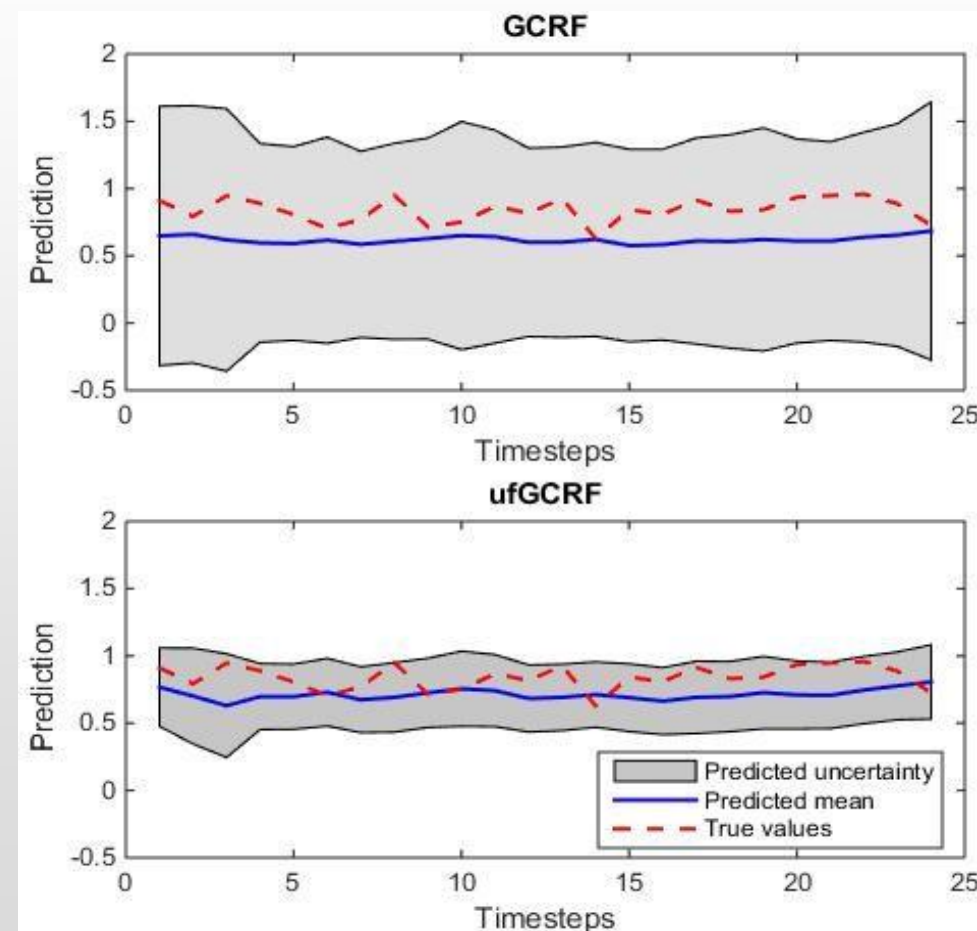 GCRF
2
1.5
1
0.5
0
-0.5
Prediction
0 5 10 15 20 25
Timesteps
ufGCRF
2
1.5
1
0.5
0
-0.5
Prediction
Predicted uncertainty
Predicted mean
True values
0 5 10 15 20 25
Timesteps